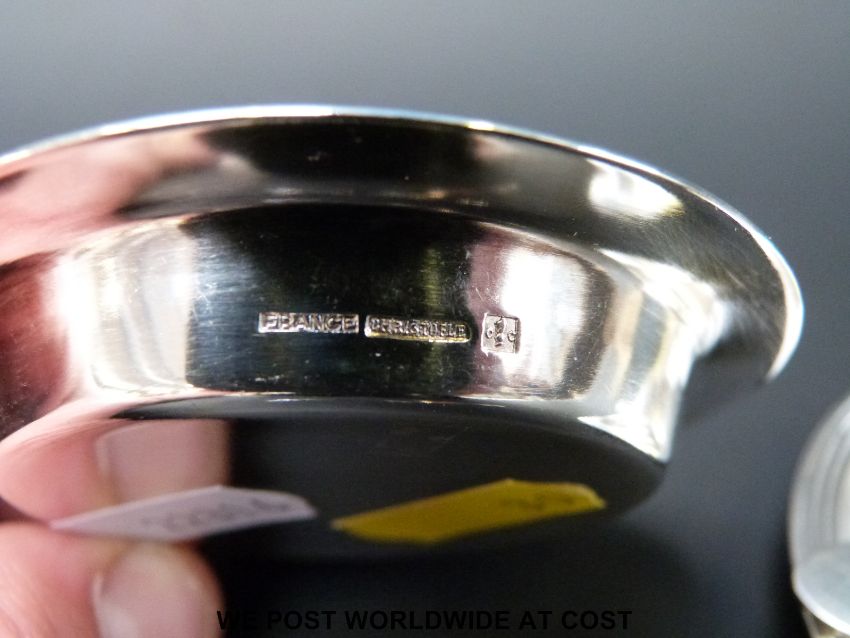 FRANCE CHRISTOFLE C C
WE POST WORLDWIDE AT COST